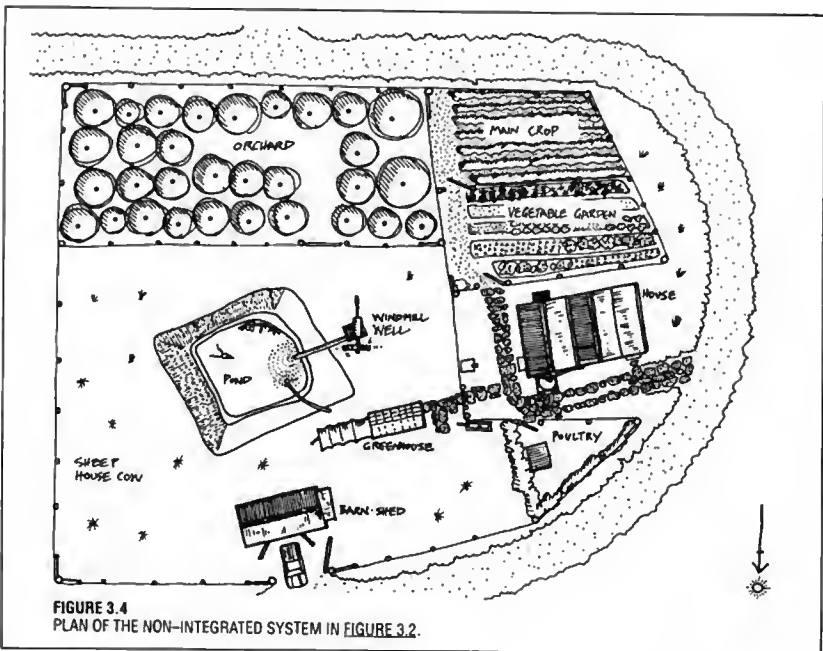 ORCHARD
MAIN CROP
VEGETABLE GARDEN
HOUSE
WINDMILL
WELL
POND
GREENHOUSE
POULTRY
SHEEP
HOUSE COW
BARN·SHED
FIGURE 3.4
PLAN OF THE NON–INTEGRATED SYSTEM IN FIGURE 3.2.